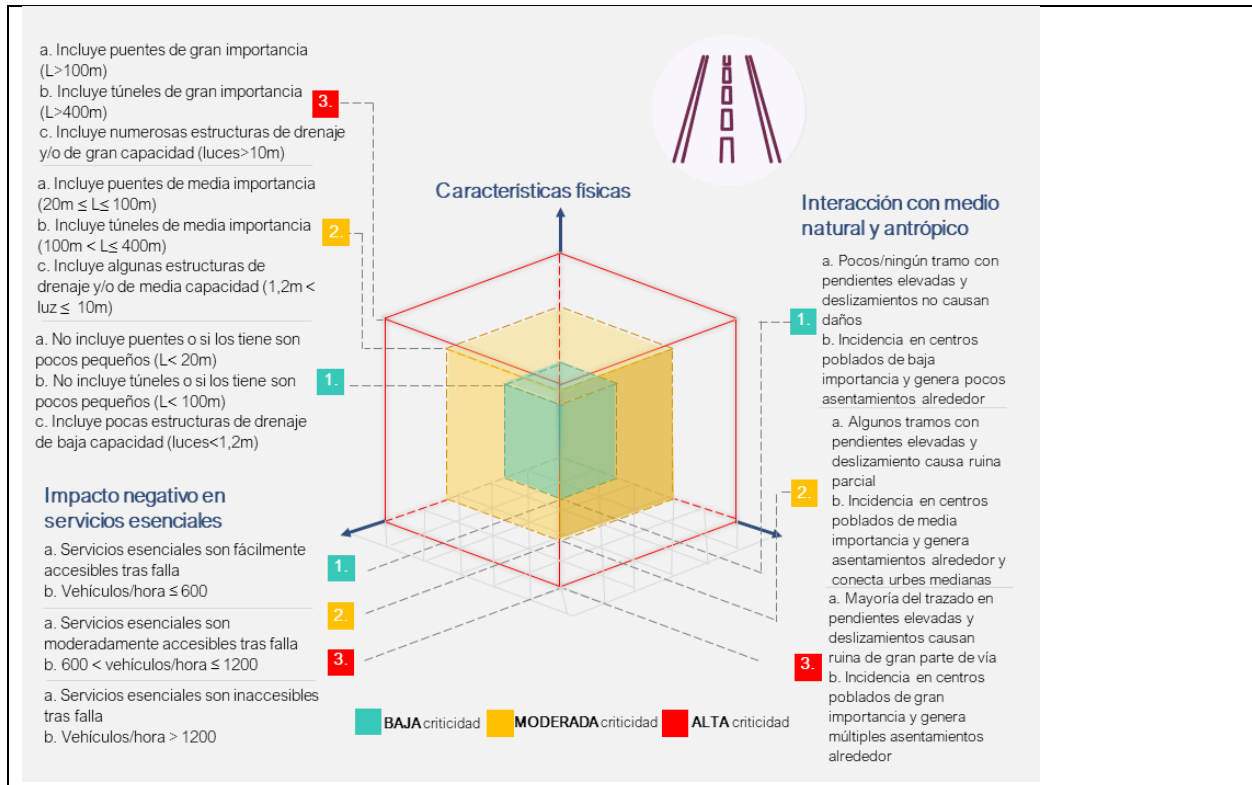 a. Incluye puentes de gran importancia
(L>100m)
b. Incluye túneles de gran importancia
(L>400m)
c. Incluye numerosas estructuras de drenaje
y/o de gran capacidad (luces>10m)
3.
a. Incluye puentes de media importancia
(20m ≤ L≤ 100m)
b. Incluye túneles de media importancia
(100m < L≤ 400m)
c. Incluye algunas estructuras de
drenaje y/o de media capacidad (1,2m <
luz ≤ 10m)
2.
a. No incluye puentes o si los tiene son
pocos pequeños (L< 20m)
b. No incluye túneles o si los tiene son
pocos pequeños (L< 100m)
c. Incluye pocas estructuras de drenaje
de baja capacidad (luces<1,2m)
1.
Características físicas
Interacción con medio
natural y antrópico
a. Pocos/ningún tramo con
pendientes elevadas y
deslizamientos no causan
daños
b. Incidencia en centros
poblados de baja
importancia y genera pocos
asentamientos alrededor
1.
a. Algunos tramos con
pendientes elevadas y
deslizamiento causa ruina
parcial
b. Incidencia en centros
poblados de media
importancia y genera
asentamientos alrededor y
conecta urbes medianas
2.
a. Mayoría del trazado en
pendientes elevadas y
deslizamientos causan
ruina de gran parte de vía
b. Incidencia en centros
poblados de gran
importancia y genera
múltiples asentamientos
alrededor
3.
Impacto negativo en
servicios esenciales
a. Servicios esenciales son fácilmente
accesibles tras falla
b. Vehículos/hora ≤ 600
1.
a. Servicios esenciales son
moderadamente accesibles tras falla
b. 600 < vehículos/hora ≤ 1200
2.
a. Servicios esenciales son inaccesibles
tras falla
b. Vehículos/hora > 1200
3.
BAJA criticidad
MODERADA criticidad
ALTA criticidad